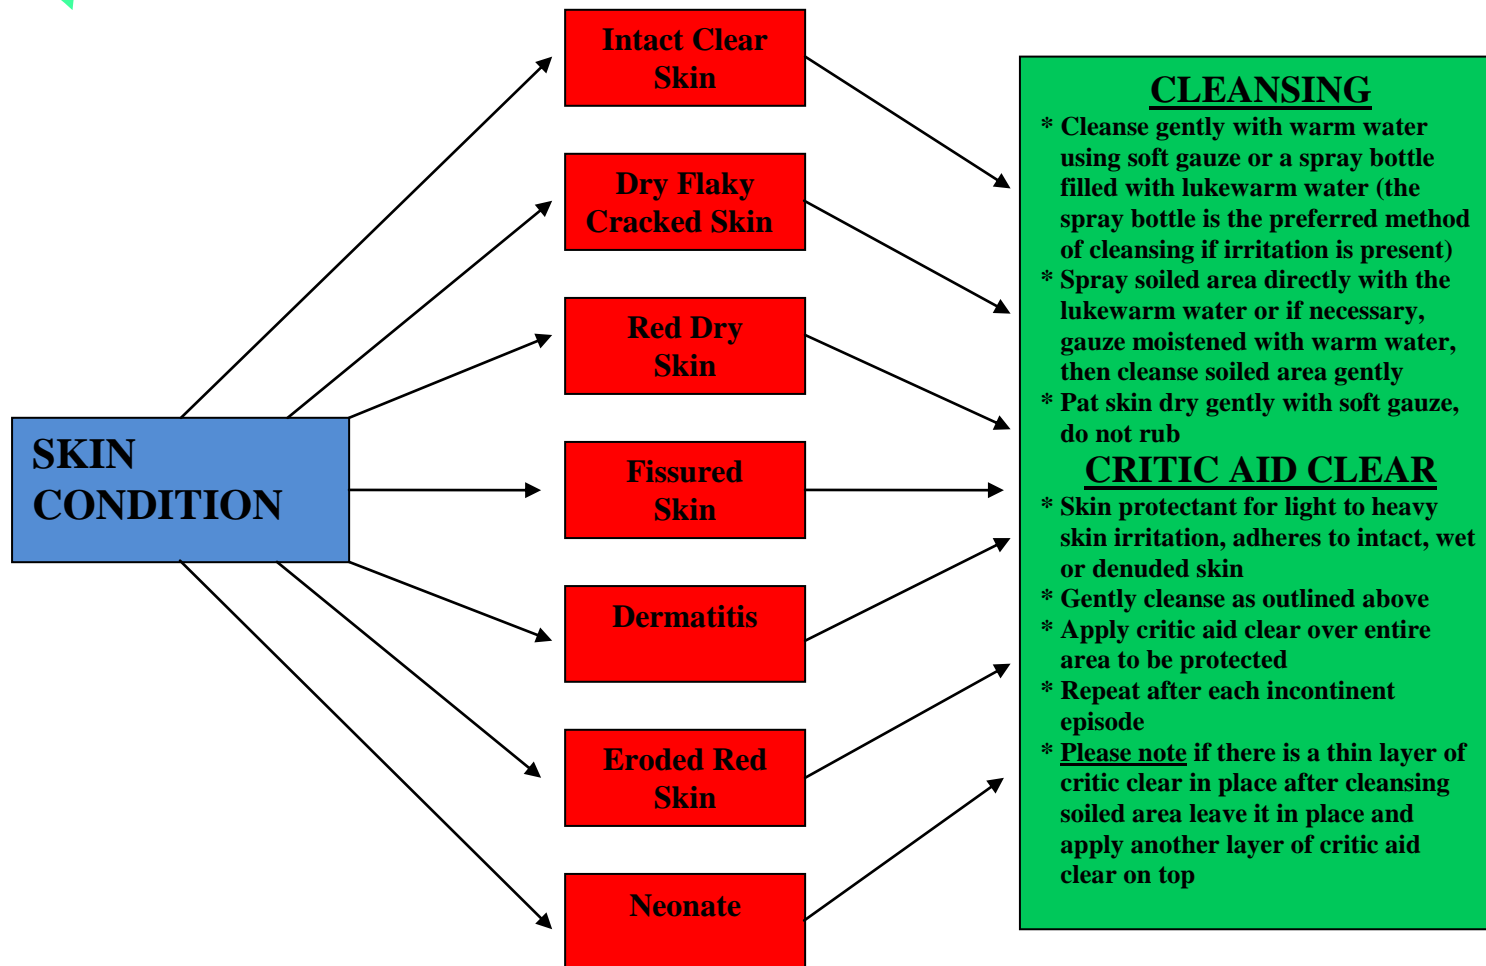 SKIN
CONDITION
Intact Clear
Skin
Dry Flaky
Cracked Skin
Red Dry
Skin
Fissured
Skin
Dermatitis
Eroded Red
Skin
Neonate
CLEANSING
* Cleanse gently with warm water
using soft gauze or a spray bottle
filled with lukewarm water (the
spray bottle is the preferred method
of cleansing if irritation is present)
* Spray soiled area directly with the
lukewarm water or if necessary,
gauze moistened with warm water,
then cleanse soiled area gently
* Pat skin dry gently with soft gauze,
do not rub
CRITIC AID CLEAR
* Skin protectant for light to heavy
skin irritation, adheres to intact, wet
or denuded skin
* Gently cleanse as outlined above
* Apply critic aid clear over entire
area to be protected
* Repeat after each incontinent
episode
* Please note if there is a thin layer of
critic clear in place after cleansing
soiled area leave it in place and
apply another layer of critic aid
clear on top